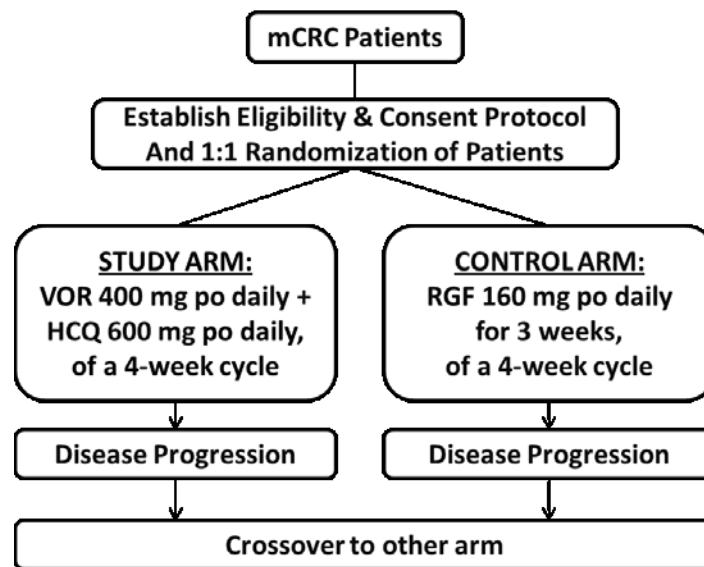 mCRC Patients
Establish Eligibility & Consent Protocol
And 1:1 Randomization of Patients
STUDY ARM:
VOR 400 mg po daily +
HCQ 600 mg po daily,
of a 4-week cycle
CONTROL ARM:
RGF 160 mg po daily
for 3 weeks,
of a 4-week cycle
Disease Progression
Disease Progression
Crossover to other arm